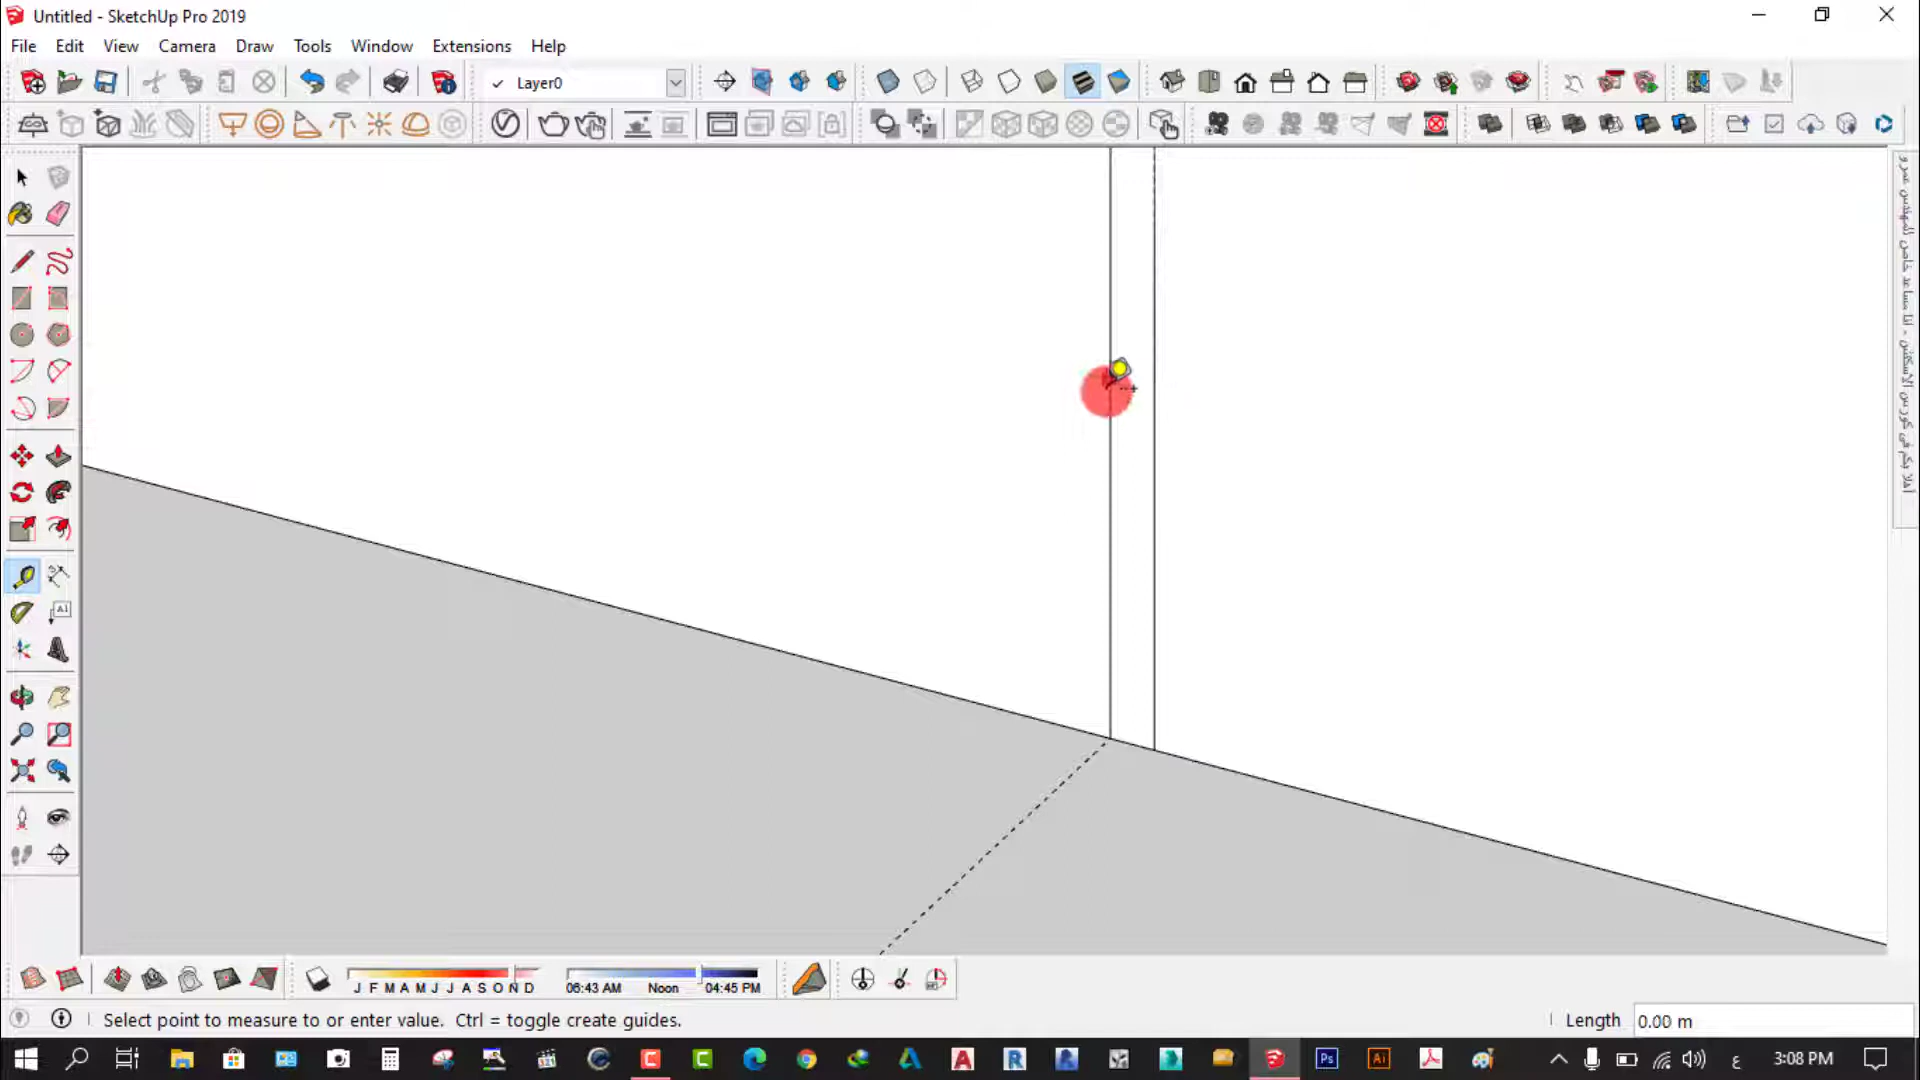 Untitled - SketchUp Pro 2019
File Edit View Camera Draw Tools Window Extensions Help
Layer0
J F M A M J J A S O N D
06:43 AM Noon 04:45 PM
Select point to measure to or enter value. Ctrl = toggle create guides.
Length 0.00 m
Ps
Ai
ع
3:08 PM